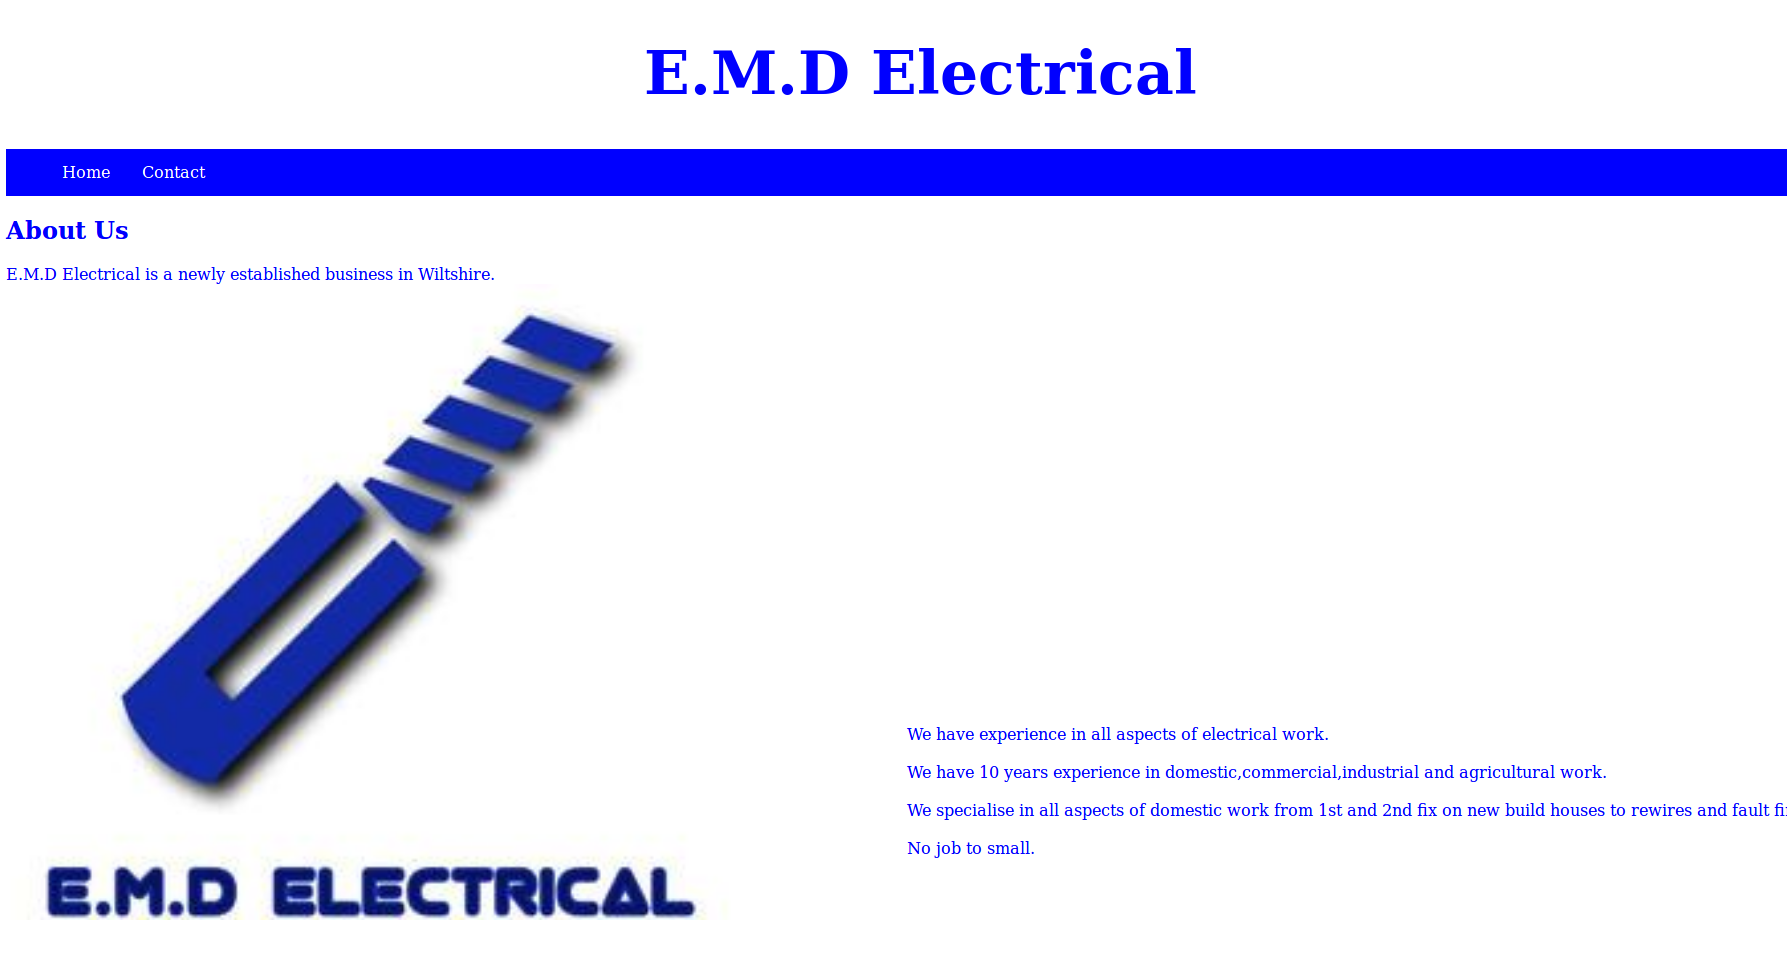 E.M.D Electrical
Home Contact
About Us
E.M.D Electrical is a newly established business in Wiltshire.
We have experience in all aspects of electrical work.
We have 10 years experience in domestic,commercial,industrial and agricultural work.
We specialise in all aspects of domestic work from 1st and 2nd fix on new build houses to rewires and fault
No job to small.
E.M.D ELECTRICAL